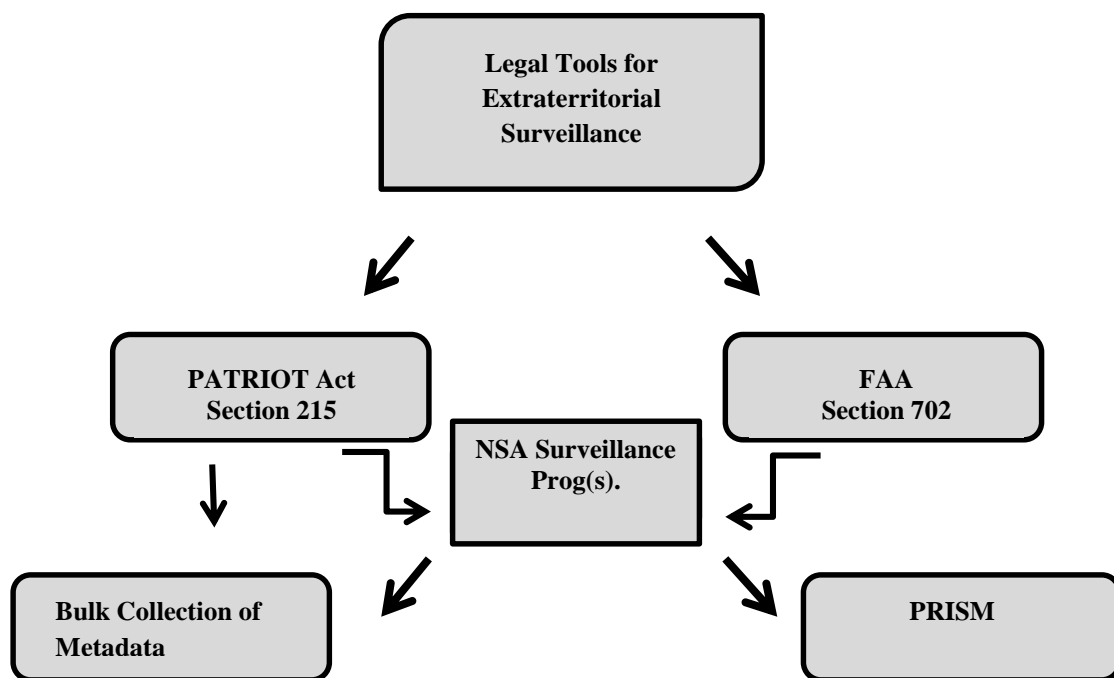 Legal Tools for
Extraterritorial
Surveillance
PATRIOT Act
Section 215
FAA
Section 702
NSA Surveillance
Prog(s).
Bulk Collection of
Metadata
PRISM